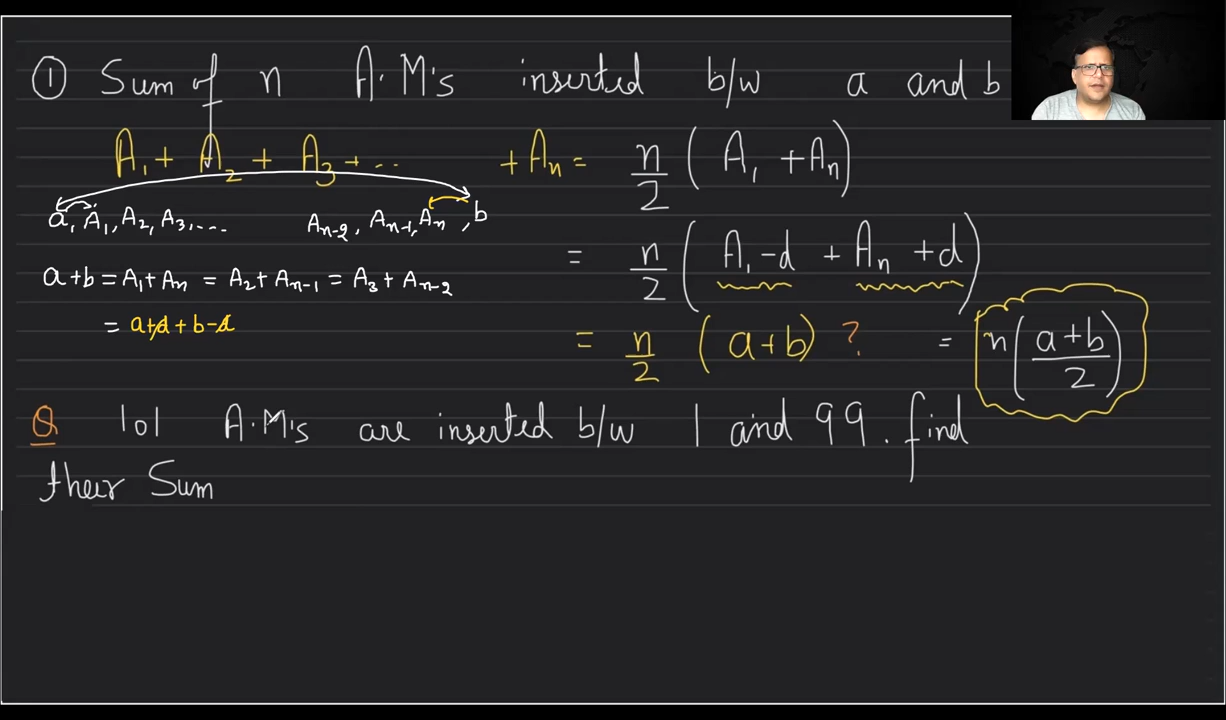 ① Sum of n A.M's inserted b/w a and b
A₁ + A₂ + A₃ + ... + Aₙ = n/2 (A₁ + Aₙ)
a, A₁, A₂, A₃, ... Aₙ₋₂, Aₙ₋₁, Aₙ, b
= n/2 (A₁ - d + Aₙ + d)
a + b = A₁ + Aₙ = A₂ + Aₙ₋₁ = A₃ + Aₙ₋₂
= a + d + b - d
= n/2 (a + b) ? = n((a + b)/2)
Q 101 A.M's are inserted b/w 1 and 99. find
their Sum